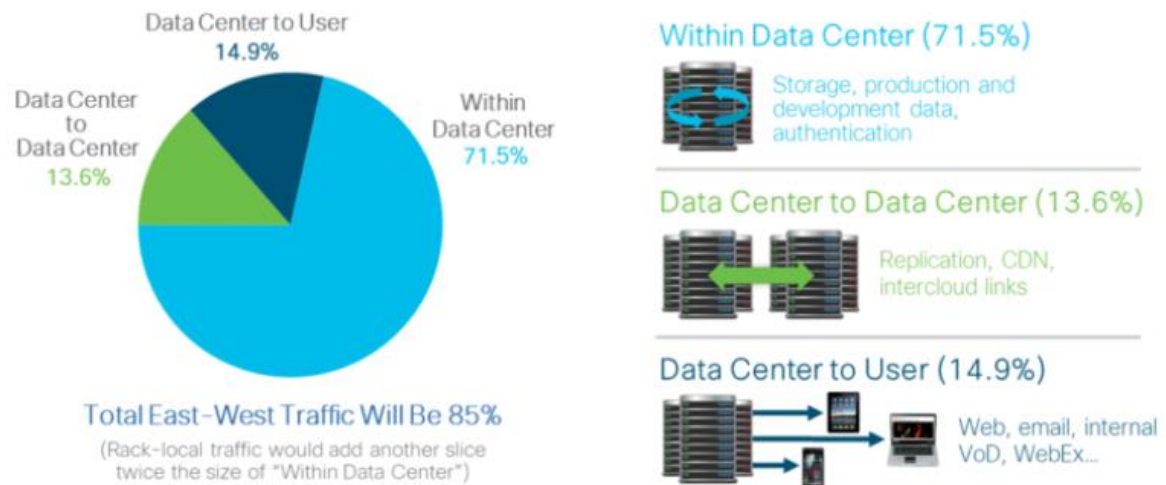 Data Center to User
14.9%
Data Center
to
Data Center
13.6%
Within
Data Center
71.5%
Total East-West Traffic Will Be 85%
(Rack-local traffic would add another slice
twice the size of “Within Data Center”)
Within Data Center (71.5%)
Storage, production and
development data,
authentication
Data Center to Data Center (13.6%)
Replication, CDN,
intercloud links
Data Center to User (14.9%)
Web, email, internal
VoD, WebEx...